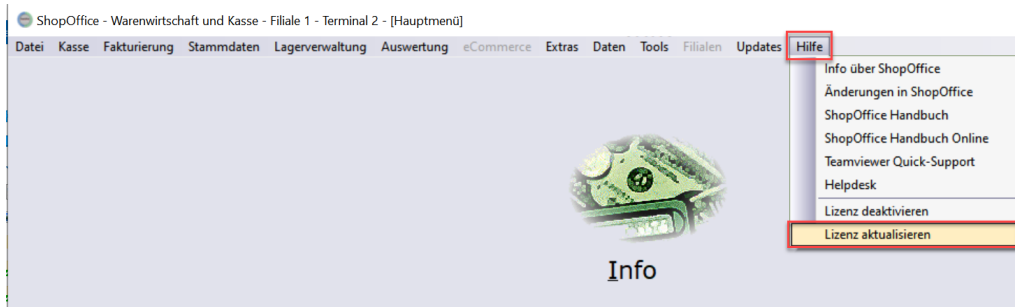 ShopOffice - Warenwirtschaft und Kasse - Filiale 1 - Terminal 2 - [Hauptmenü]
Datei Kasse Fakturierung Stammdaten Lagerverwaltung Auswertung eCommerce Extras Daten Tools Filialen Updates Hilfe
Info über ShopOffice
Änderungen in ShopOffice
ShopOffice Handbuch
ShopOffice Handbuch Online
Teamviewer Quick-Support
Helpdesk
Lizenz deaktivieren
Lizenz aktualisieren
Info